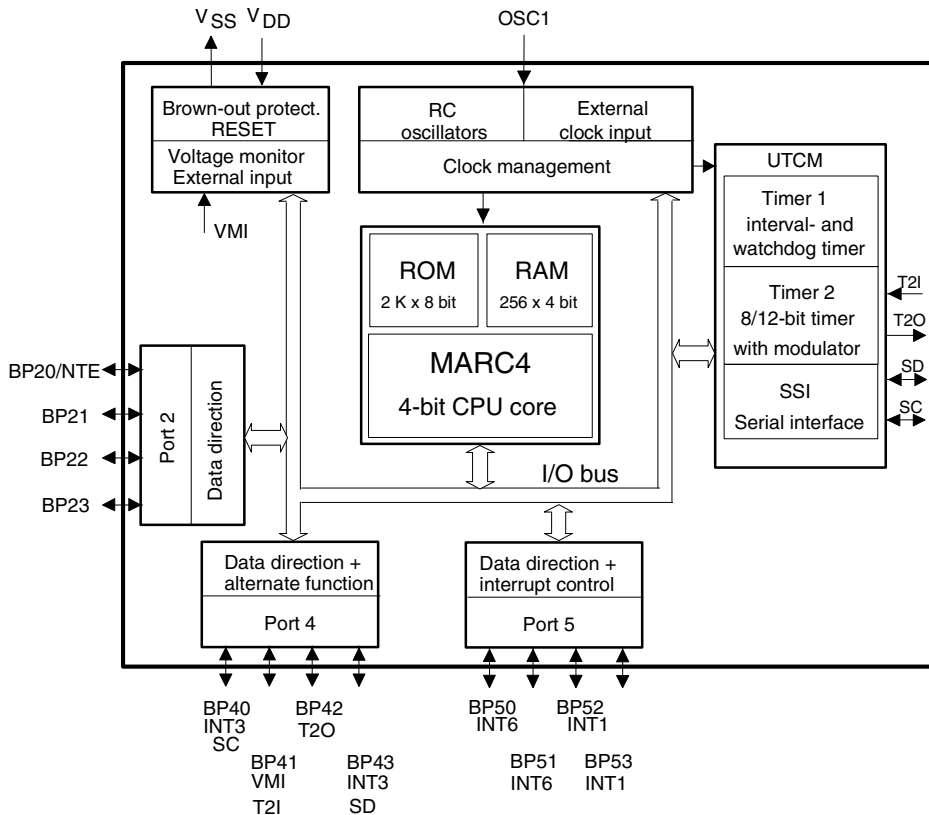 VSS
VDD
OSC1
Brown-out protect.
RESET
Voltage monitor
External input
VMI
RC
oscillators
External
clock input
Clock management
UTCM
Timer 1
interval- and
watchdog timer
Timer 2
8/12-bit timer
with modulator
SSI
Serial interface
T2I
T2O
SD
SC
ROM
2 K x 8 bit
RAM
256 x 4 bit
MARC4
4-bit CPU core
I/O bus
BP20/NTE
BP21
BP22
BP23
Port 2
Data direction
Data direction +
alternate function
Port 4
Data direction +
interrupt control
Port 5
BP40
INT3
SC
BP41
VMI
T2I
BP42
T2O
BP43
INT3
SD
BP50
INT6
BP51
INT6
BP52
INT1
BP53
INT1